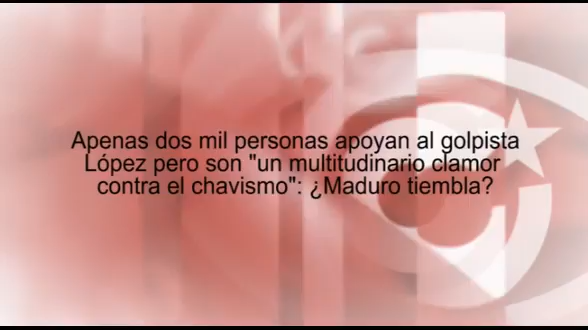 Apenas dos mil personas apoyan al golpista
López pero son "un multitudinario clamor
contra el chavismo": ¿Maduro tiembla?